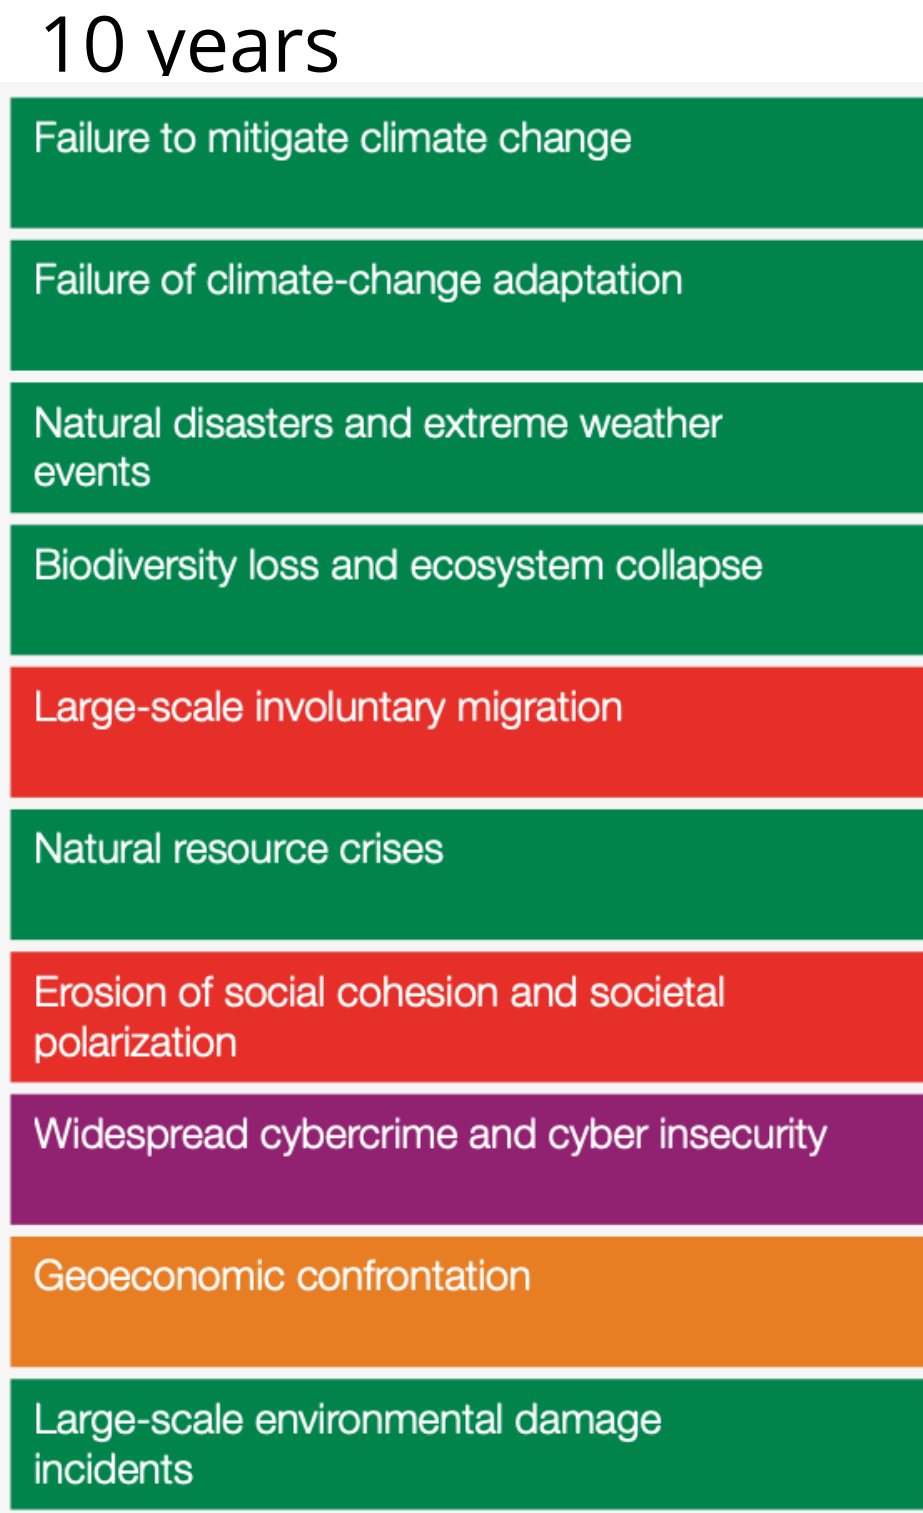 10 years
Failure to mitigate climate change
Failure of climate-change adaptation
Natural disasters and extreme weather
events
Biodiversity loss and ecosystem collapse
Large-scale involuntary migration
Natural resource crises
Erosion of social cohesion and societal
polarization
Widespread cybercrime and cyber insecurity
Geoeconomic confrontation
Large-scale environmental damage
incidents